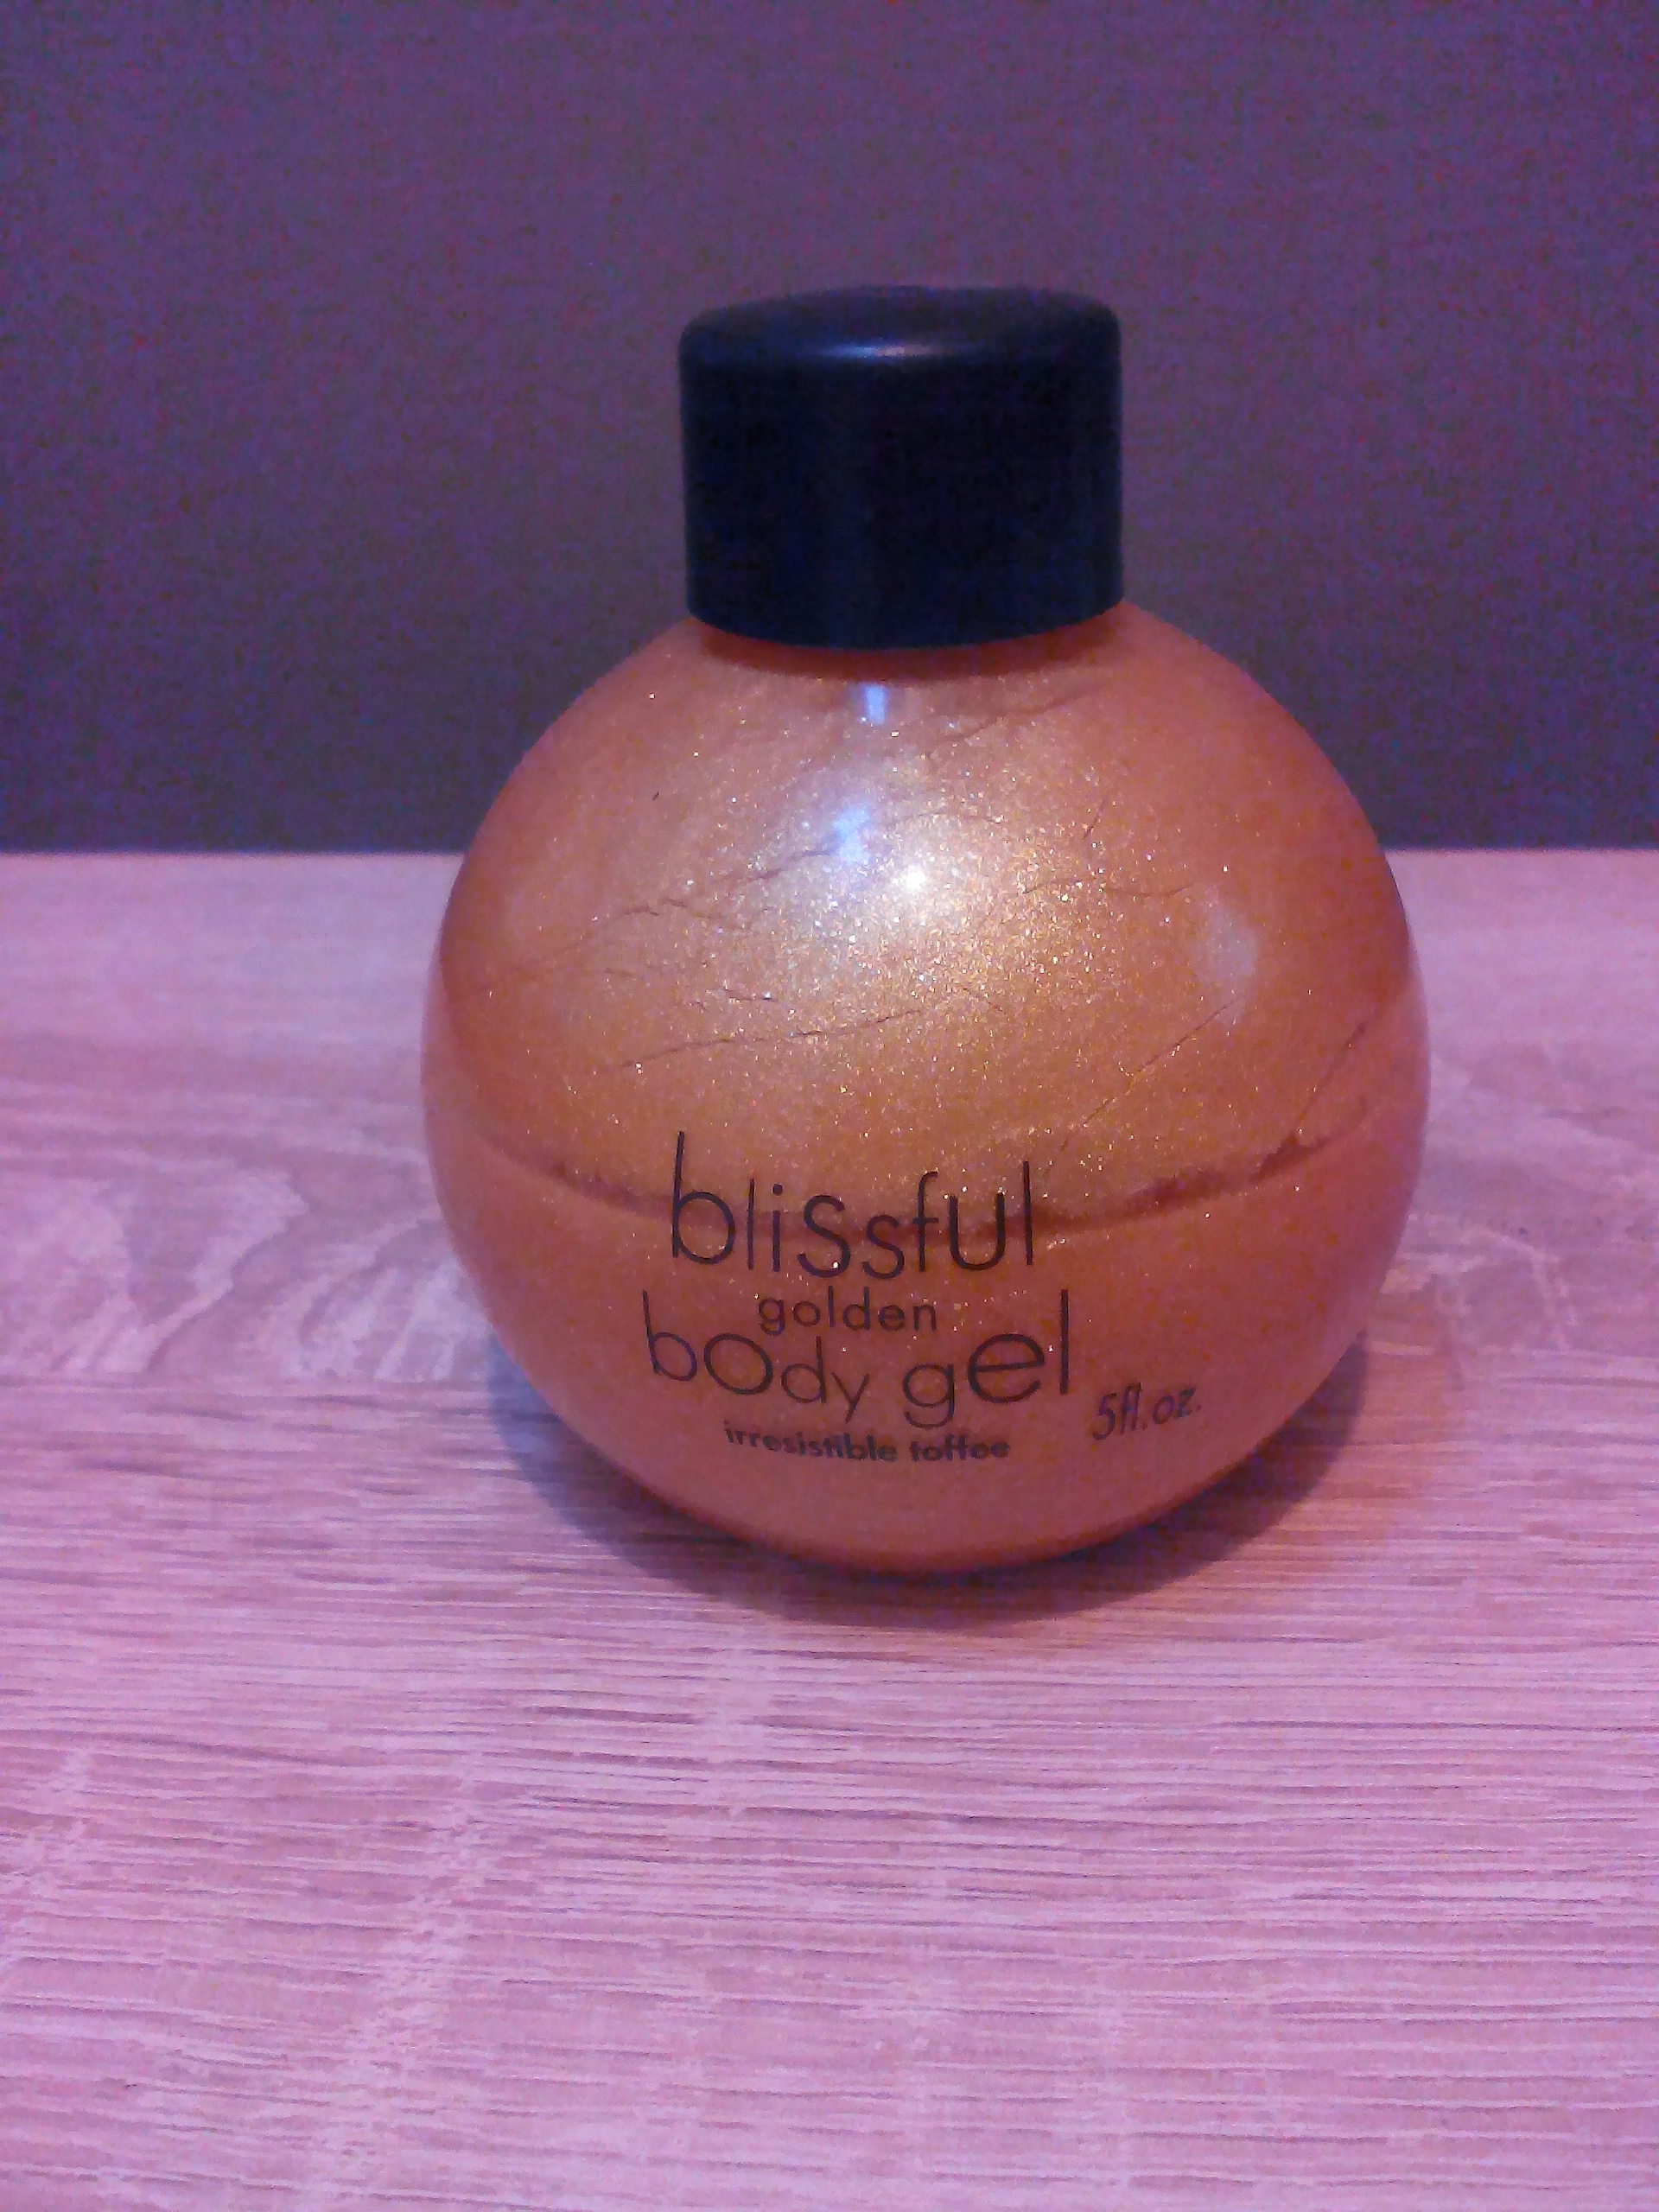 blissful
golden
body gel
irresistible toffee
5fl.oz.